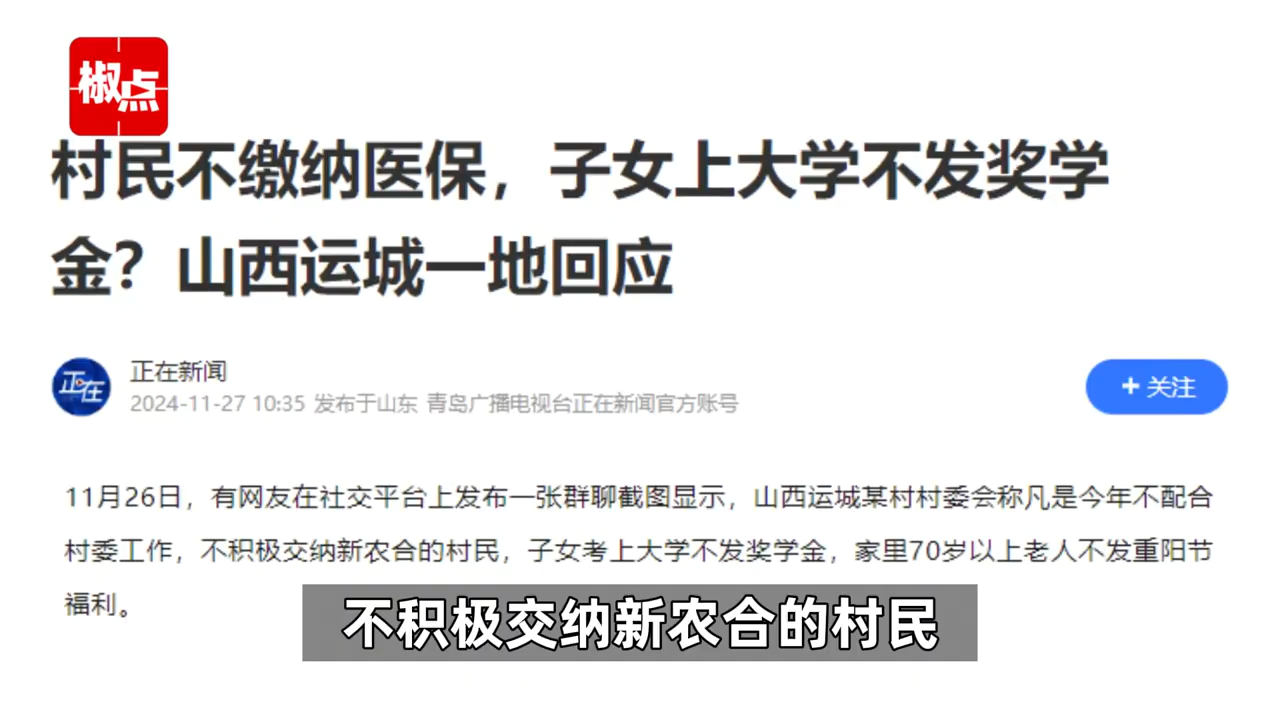 椒点
村民不缴纳医保，子女上大学不发奖学
金？山西运城一地回应
正在
正在新闻
2024-11-27 10:35 发布于山东 青岛广播电视台正在新闻官方账号
+ 关注
11月26日，有网友在社交平台上发布一张群聊截图显示，山西运城某村村委会称凡是今年不配合
村委工作，不积极交纳新农合的村民，子女考上大学不发奖学金，家里70岁以上老人不发重阳节
福利。
不积极交纳新农合的村民